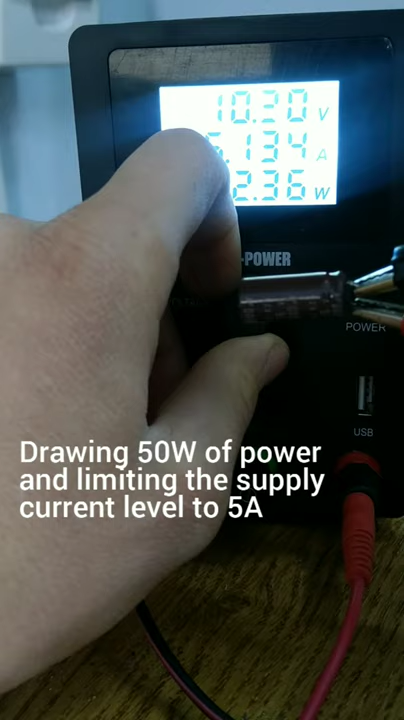 10.20 V
.134 A
2.36 W
-POWER
POWER
USB
Drawing 50W of power
and limiting the supply
current level to 5A